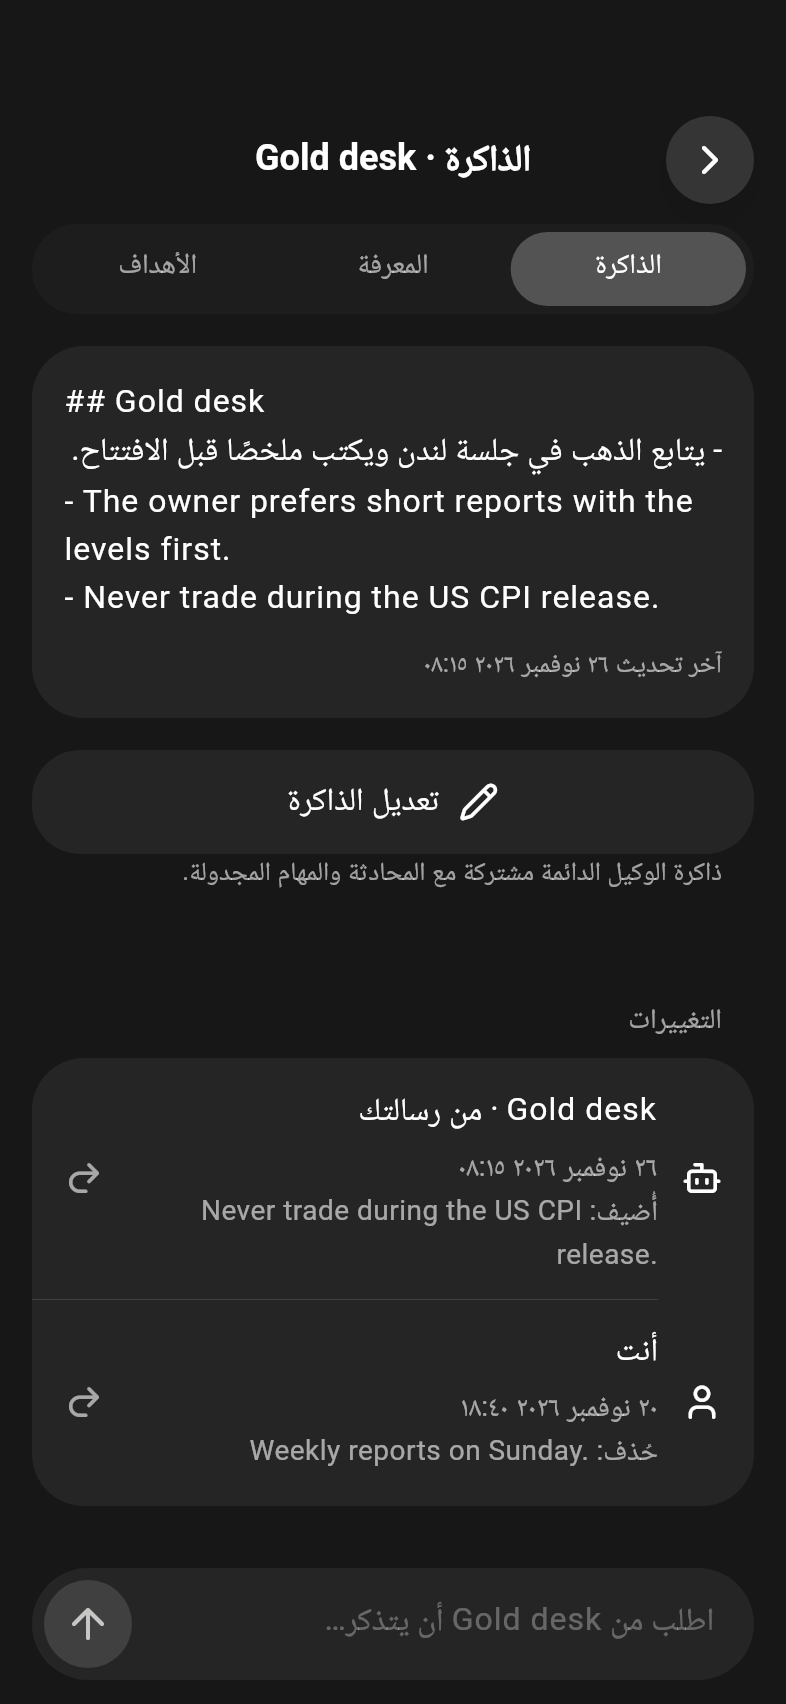 الذاكرة · Gold desk
الذاكرة
المعرفة
الأهداف
## Gold desk
- يتابع الذهب في جلسة لندن ويكتب ملخصًا قبل الافتتاح.
- The owner prefers short reports with the
levels first.
- Never trade during the US CPI release.
آخر تحديث ٢٦ نوفمبر ٢٠٢٦ ٠٨:١٥
تعديل الذاكرة
ذاكرة الوكيل الدائمة مشتركة مع المحادثة والمهام المجدولة.
التغييرات
Gold desk · من رسالتك
٢٦ نوفمبر ٢٠٢٦ ٠٨:١٥
أُضيف: Never trade during the US CPI
release.
أنت
٢٠ نوفمبر ٢٠٢٦ ١٨:٤٠
حُذف: Weekly reports on Sunday.
اطلب من Gold desk أن يتذكر…